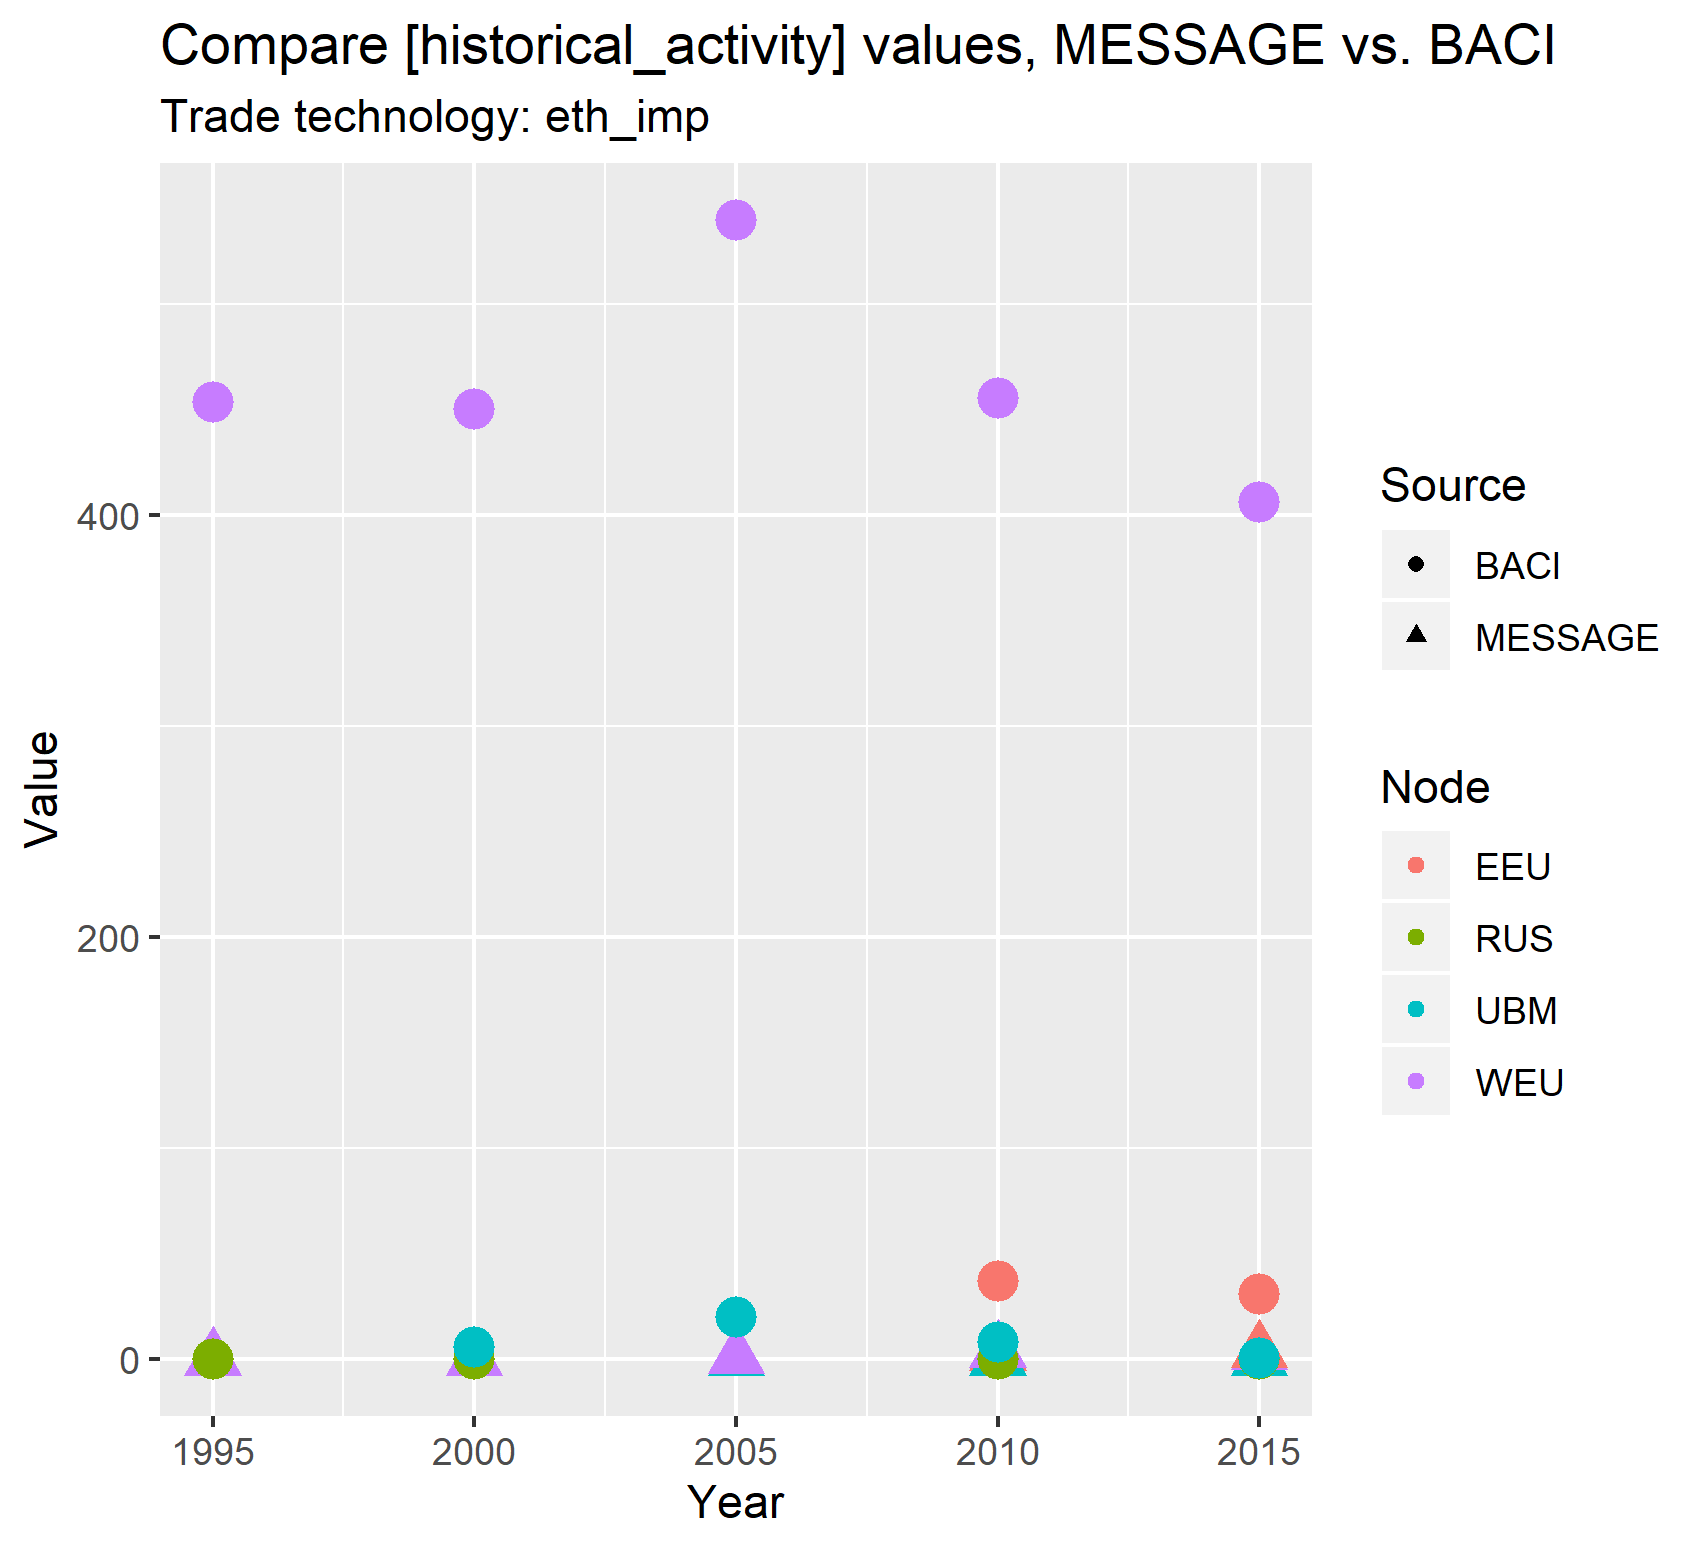 Compare [historical_activity] values, MESSAGE vs. BACI
Trade technology: eth_imp
Value
400
200
0
1995 2000 2005 2010 2015
Year
Source
BACI
MESSAGE
Node
EEU
RUS
UBM
WEU